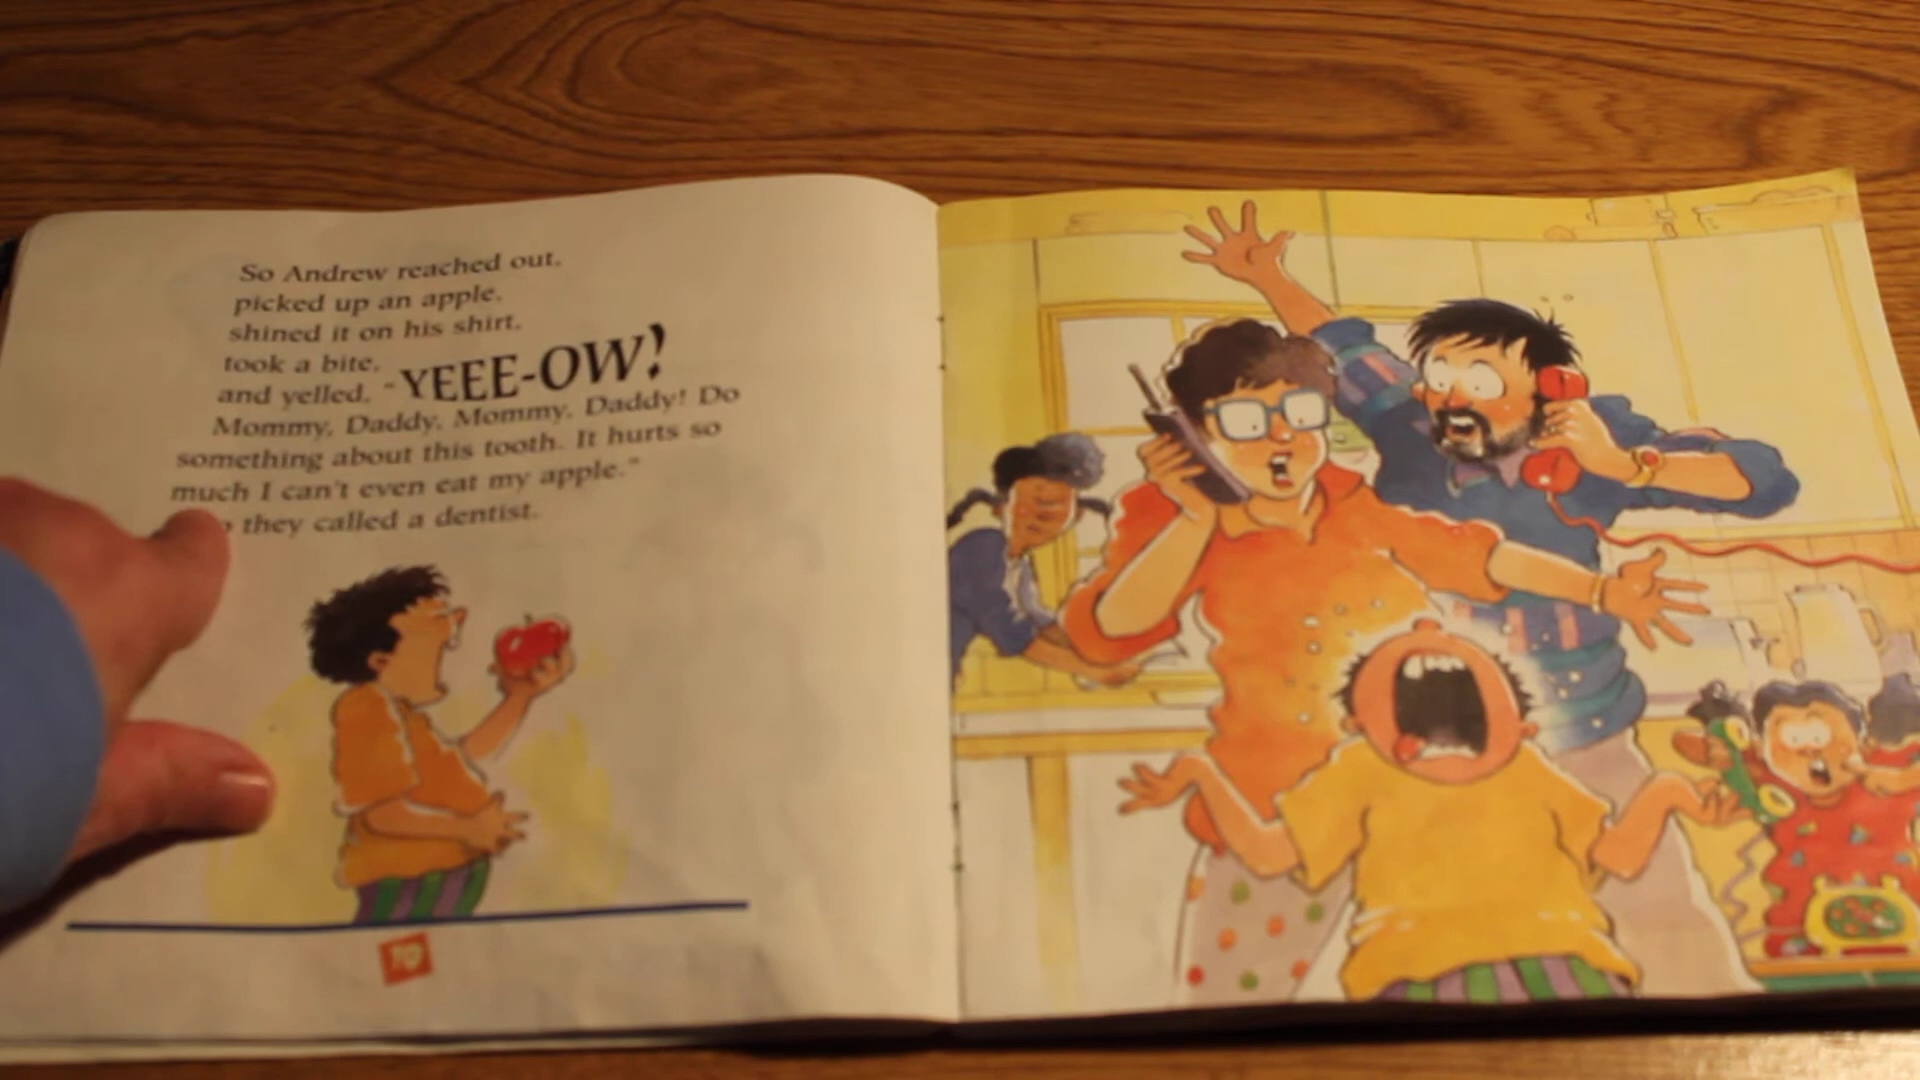 So Andrew reached out,
picked up an apple,
shined it on his shirt,
took a bite,
and yelled, "YEEE-OW!
Mommy, Daddy, Mommy, Daddy! Do
something about this tooth. It hurts so
much I can't even eat my apple."
they called a dentist.
10